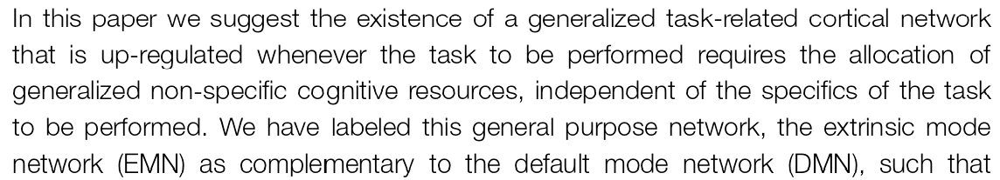 In this paper we suggest the existence of a generalized task-related cortical network
that is up-regulated whenever the task to be performed requires the allocation of
generalized non-specific cognitive resources, independent of the specifics of the task
to be performed. We have labeled this general purpose network, the extrinsic mode
network (EMN) as complementary to the default mode network (DMN), such that